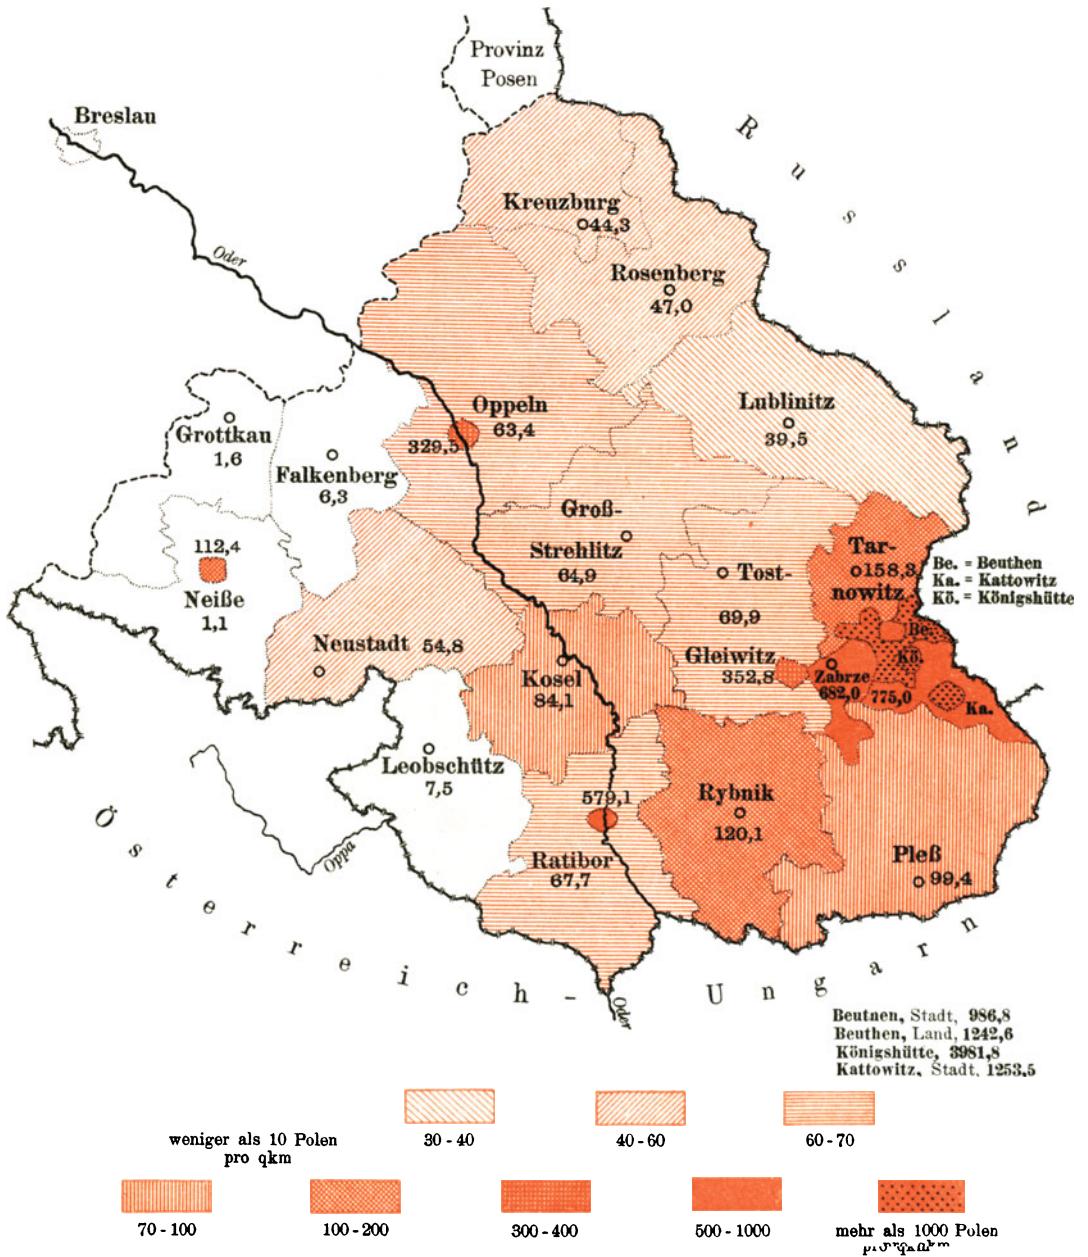 Provinz
Posen
Breslau
Russland
Oder
Kreuzburg
44,3
Rosenberg
47,0
Lublinitz
39,5
Oppeln
63,4
329,5
Grottkau
1,6
Falkenberg
6,3
Groß-
Strehlitz
64,9
Tar-
158,3
nowitz
Be. = Beuthen
Ka. = Kattowitz
Kö. = Königshütte
112,4
Neiße
1,1
Tost-
69,9
Gleiwitz
352,8
Be.
Kö.
Zabrze
682,0
775,0
Ka.
Neustadt 54,8
Kosel
84,1
Leobschütz
7,5
579,1
Rybnik
120,1
Pleß
99,4
Ratibor
67,7
Oppa
Oder
Österreich-Ungarn
Beutnen, Stadt, 986,8
Beuthen, Land, 1242,6
Königshütte, 3981,8
Kattowitz, Stadt, 1253,5
30-40
40-60
60-70
weniger als 10 Polen
pro qkm
70-100
100-200
300-400
500-1000
mehr als 1000 Polen